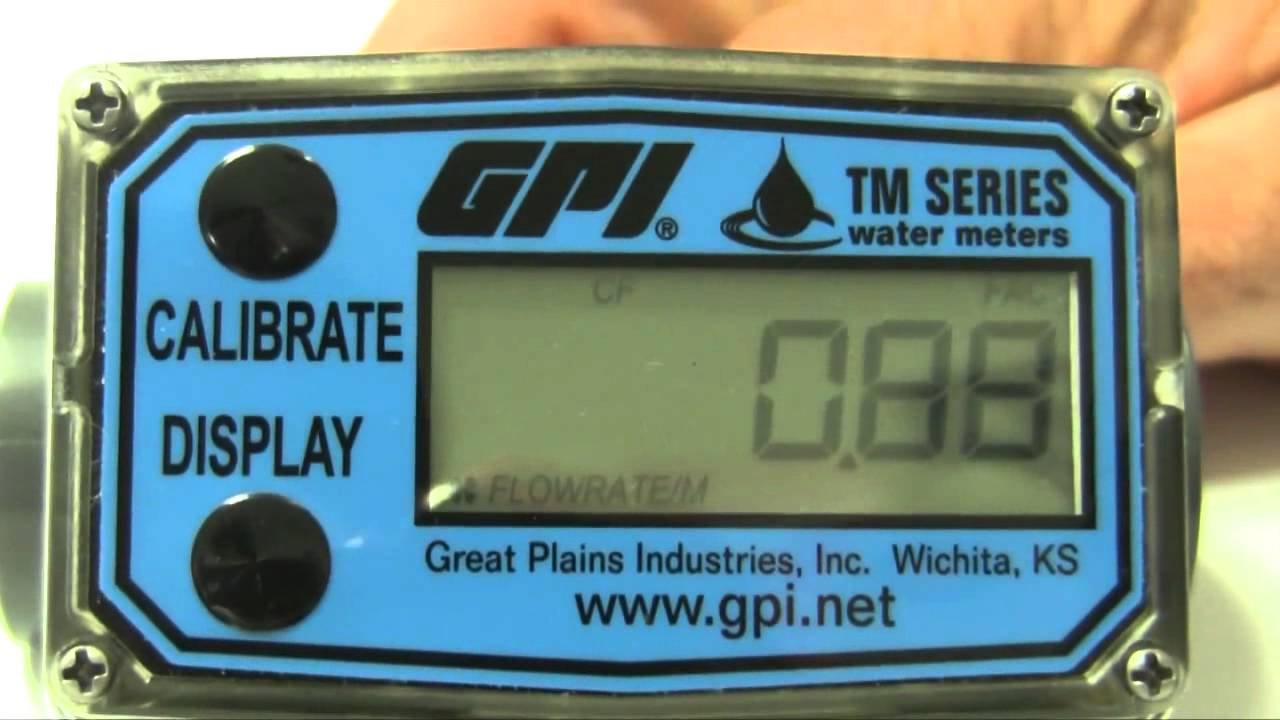 GPI®
TM SERIES
water meters
CALIBRATE
DISPLAY
CF FAC
0.88
FLOWRATE/M
Great Plains Industries, Inc. Wichita, KS
www.gpi.net